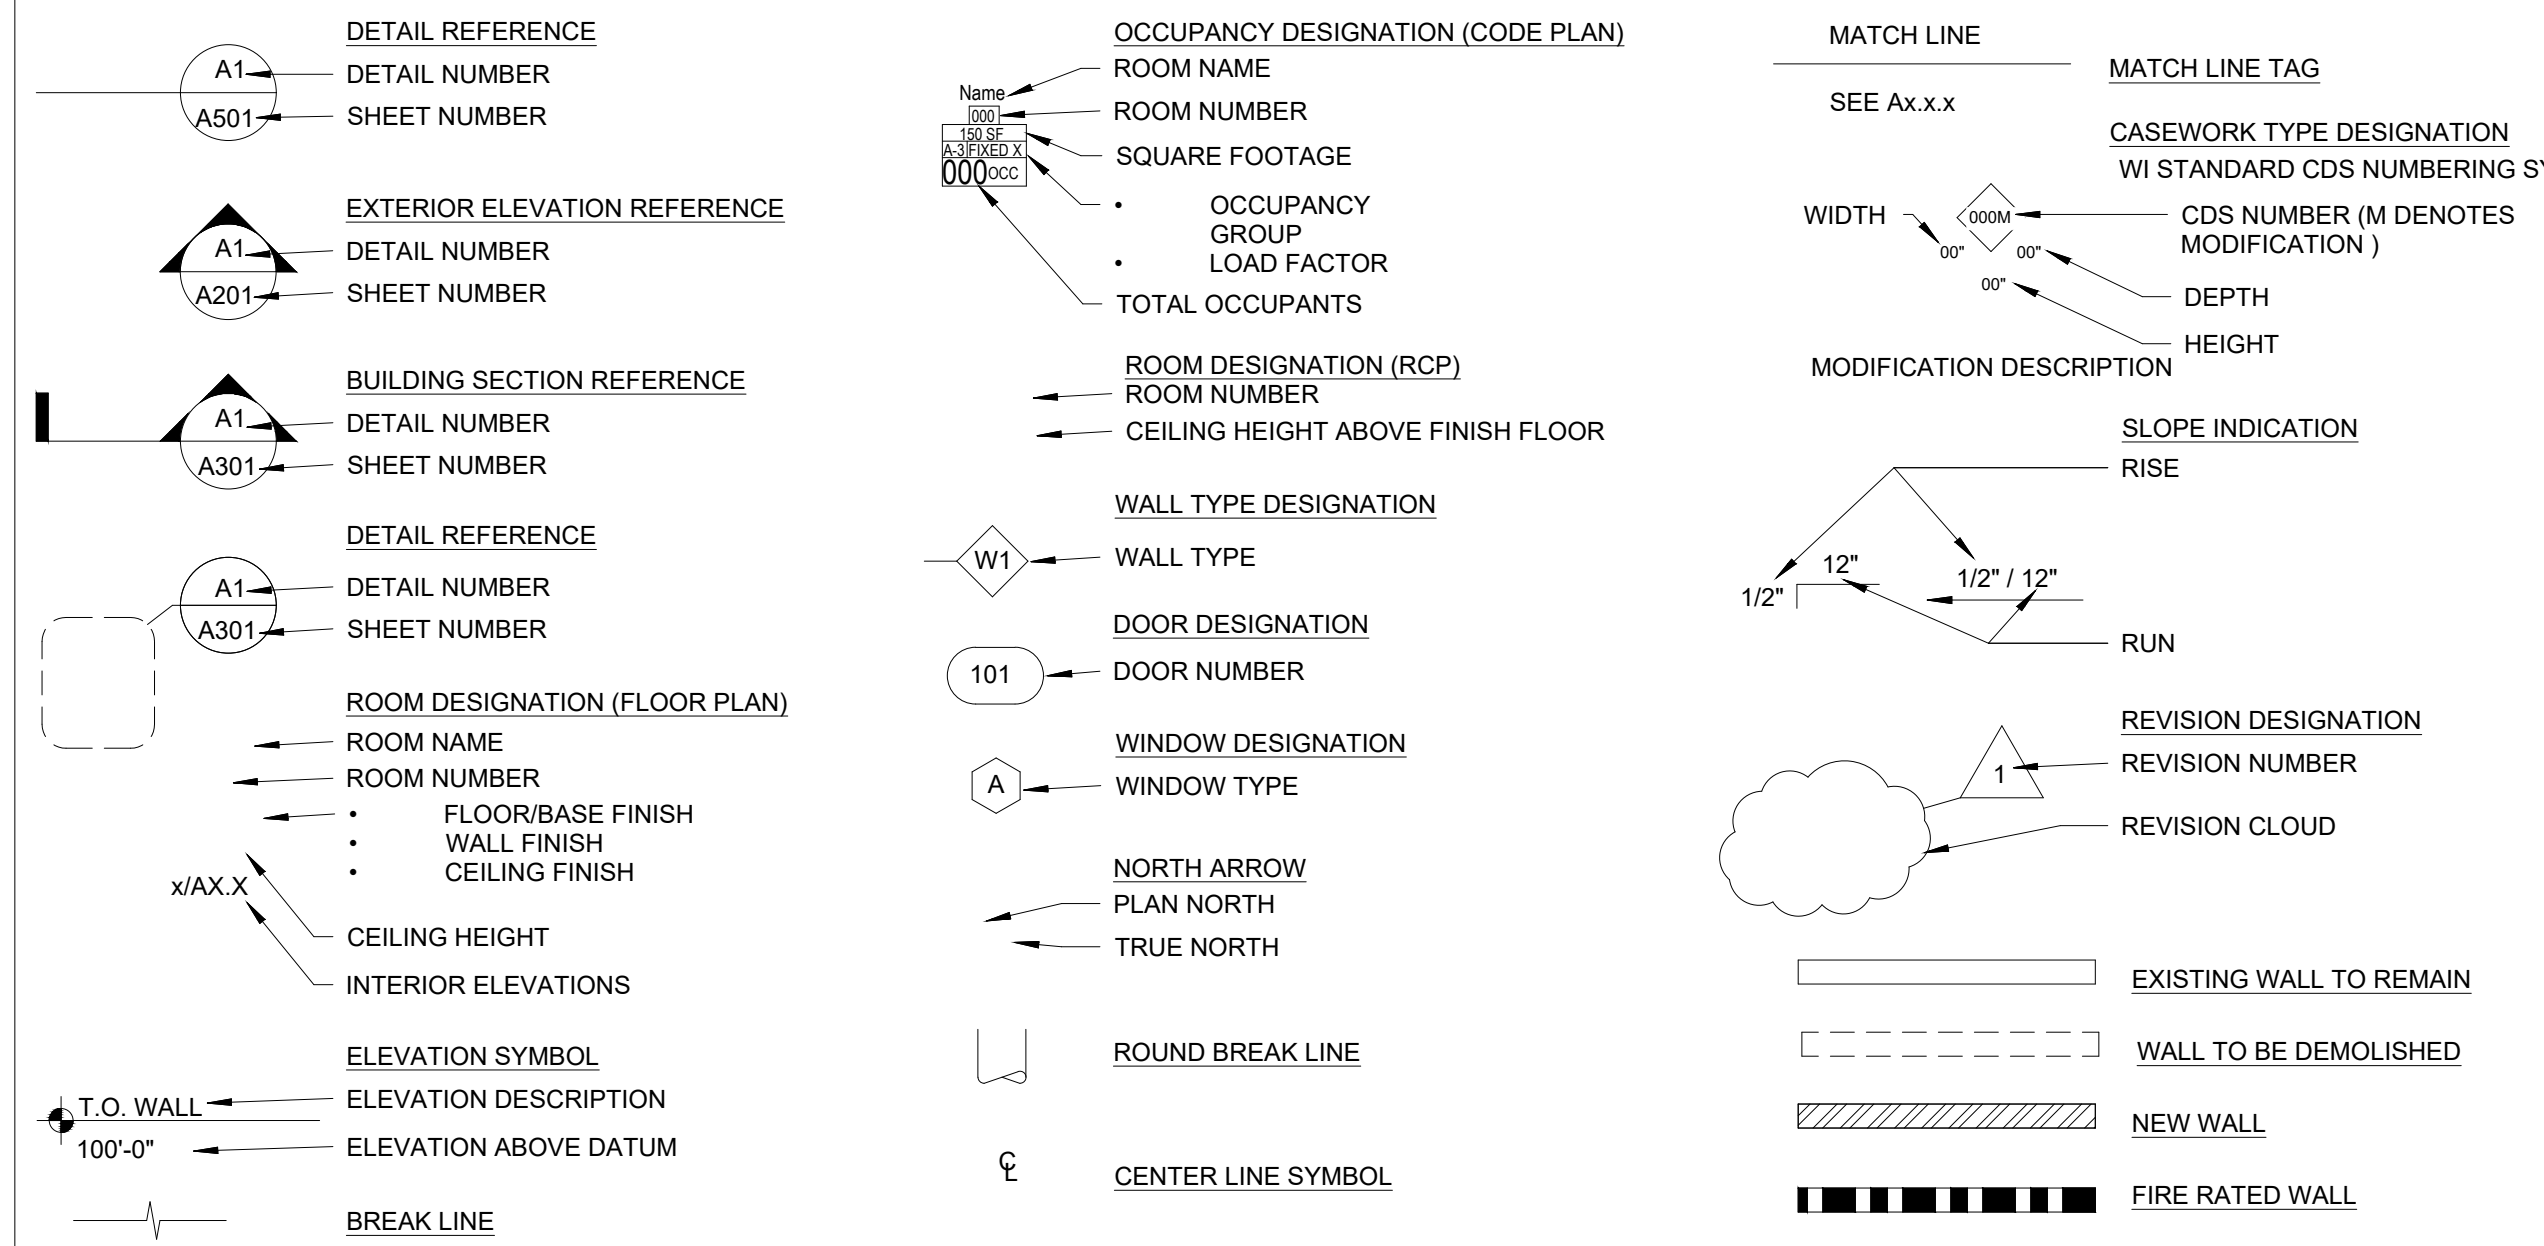 DETAIL REFERENCE
A1
DETAIL NUMBER
A501
SHEET NUMBER
EXTERIOR ELEVATION REFERENCE
A1
DETAIL NUMBER
A201
SHEET NUMBER
BUILDING SECTION REFERENCE
A1
DETAIL NUMBER
A301
SHEET NUMBER
DETAIL REFERENCE
A1
DETAIL NUMBER
A301
SHEET NUMBER
ROOM DESIGNATION (FLOOR PLAN)
ROOM NAME
ROOM NUMBER
• FLOOR/BASE FINISH
• WALL FINISH
• CEILING FINISH
x/AX.X
CEILING HEIGHT
INTERIOR ELEVATIONS
ELEVATION SYMBOL
T.O. WALL
ELEVATION DESCRIPTION
100'-0"
ELEVATION ABOVE DATUM
BREAK LINE
OCCUPANCY DESIGNATION (CODE PLAN)
ROOM NAME
Name
000
ROOM NUMBER
150 SF
A-3 FIXED X
SQUARE FOOTAGE
000 OCC
• OCCUPANCY
GROUP
• LOAD FACTOR
TOTAL OCCUPANTS
ROOM DESIGNATION (RCP)
ROOM NUMBER
CEILING HEIGHT ABOVE FINISH FLOOR
WALL TYPE DESIGNATION
W1
WALL TYPE
DOOR DESIGNATION
101
DOOR NUMBER
WINDOW DESIGNATION
A
WINDOW TYPE
NORTH ARROW
PLAN NORTH
TRUE NORTH
ROUND BREAK LINE
℄
CENTER LINE SYMBOL
MATCH LINE
MATCH LINE TAG
SEE Ax.x.x
CASEWORK TYPE DESIGNATION
WI STANDARD CDS NUMBERING SY
WIDTH
000M
CDS NUMBER (M DENOTES
MODIFICATION )
00"
00"
00"
DEPTH
HEIGHT
MODIFICATION DESCRIPTION
SLOPE INDICATION
RISE
12"
1/2"
1/2" / 12"
RUN
REVISION DESIGNATION
1
REVISION NUMBER
REVISION CLOUD
EXISTING WALL TO REMAIN
WALL TO BE DEMOLISHED
NEW WALL
FIRE RATED WALL